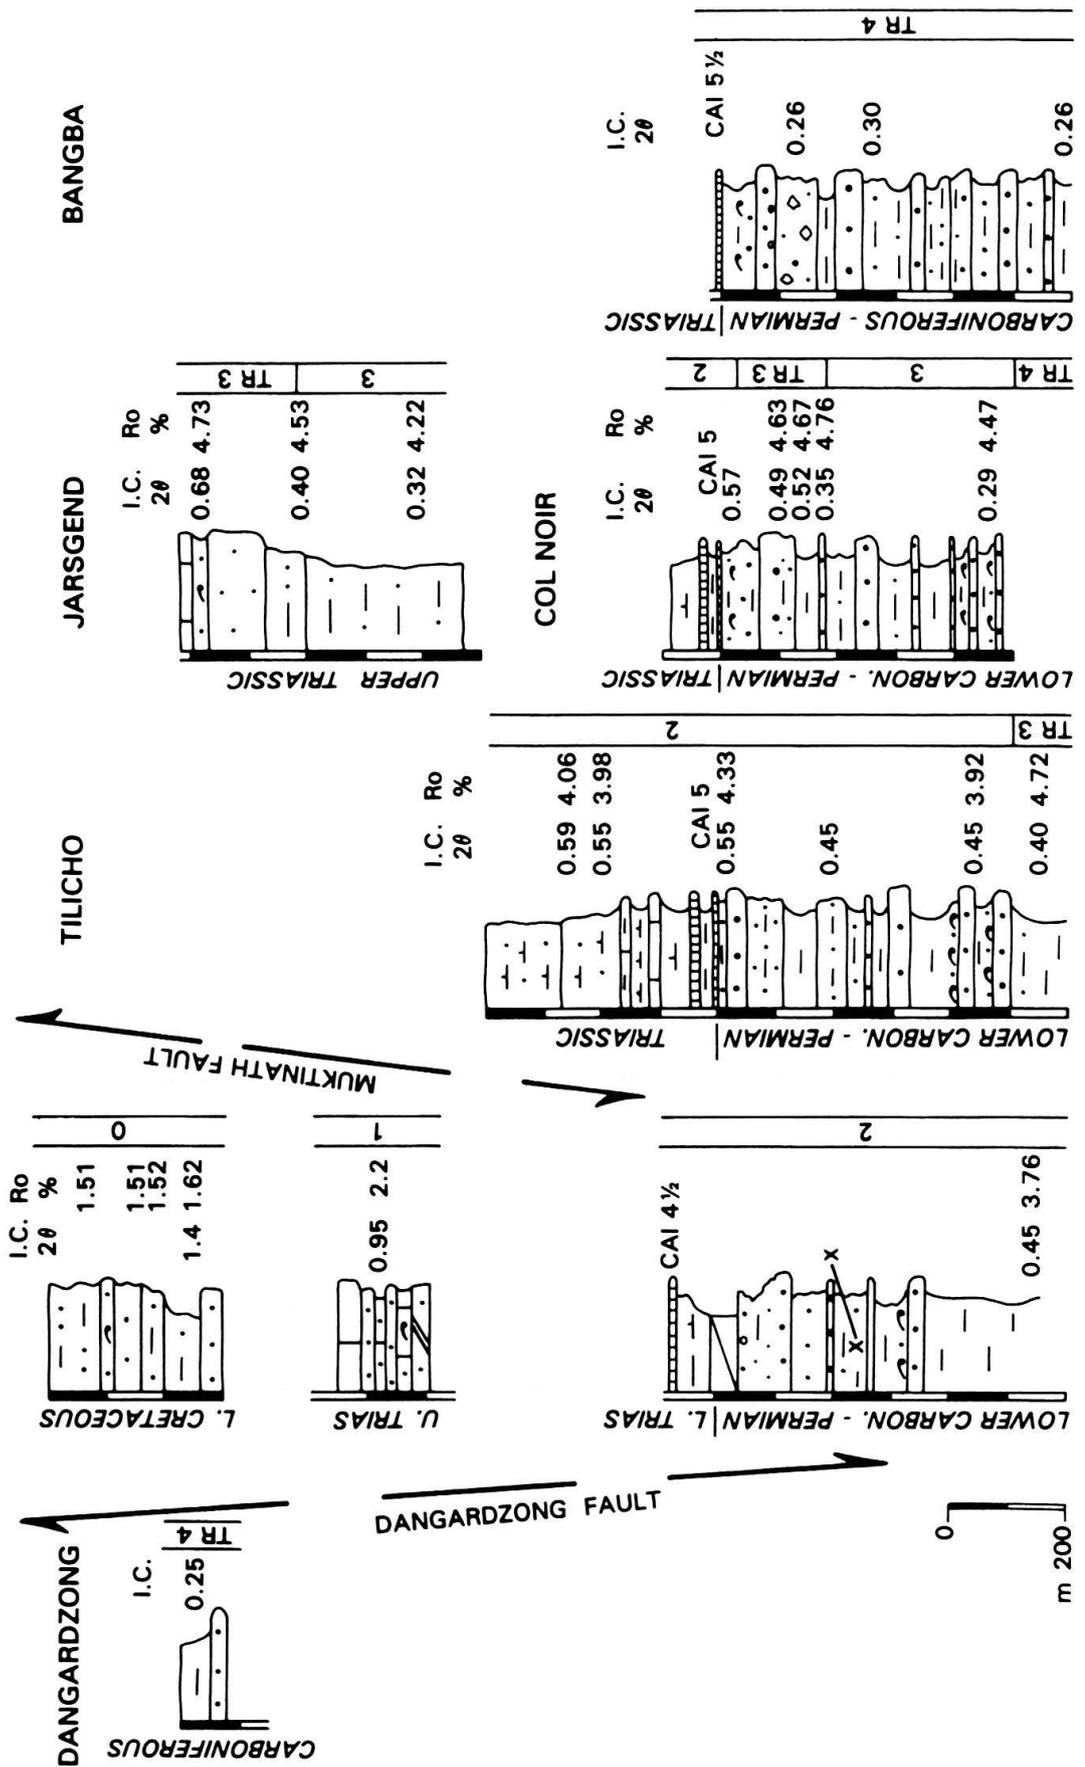 DANGARDZONG
I.C.
0.25
TR 4
CARBONIFEROUS
DANGARDZONG FAULT
I.C. Ro
2θ %
1.51
1.51
1.52
1.4 1.62
0
L. CRETACEOUS
0.95 2.2
1
U. TRIAS
CAI 4½
X
X
0.45 3.76
2
LOWER CARBON. - PERMIAN | L. TRIAS
0
m 200
MUKTINATH FAULT
TILICHO
I.C. Ro
2θ %
0.59 4.06
0.55 3.98
CAI 5
0.55 4.33
0.45
0.45 3.92
0.40 4.72
2
TR 3
LOWER CARBON. - PERMIAN | TRIASSIC
JARSGEND
I.C. Ro
2θ %
0.68 4.73
0.40 4.53
0.32 4.22
TR 3
3
UPPER TRIASSIC
COL NOIR
I.C. Ro
2θ %
CAI 5
0.57
0.49 4.63
0.52 4.67
0.35 4.76
0.29 4.47
2
TR 3
3
TR 4
LOWER CARBON. - PERMIAN | TRIASSIC
BANGBA
I.C.
2θ
CAI 5½
0.26
0.30
0.26
TR 4
CARBONIFEROUS - PERMIAN | TRIASSIC